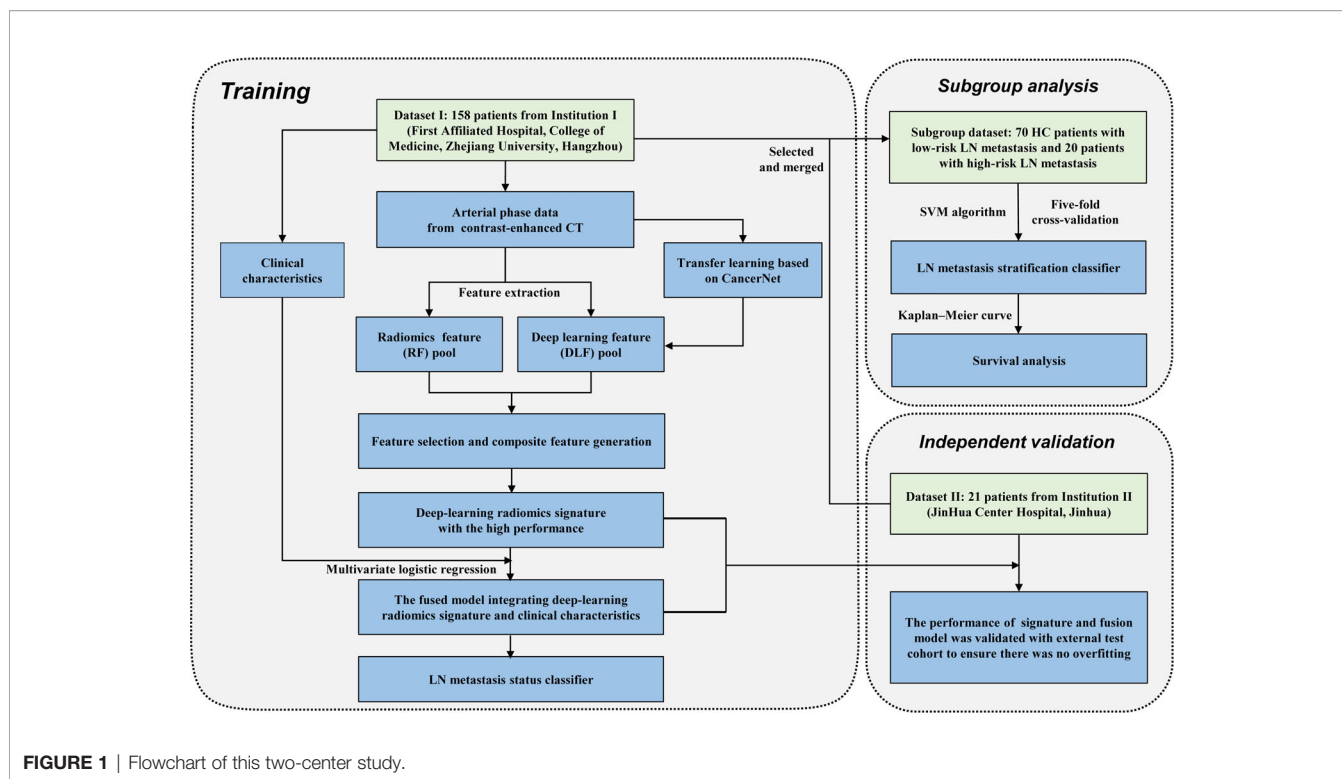 Training
Dataset I: 158 patients from Institution I
(First Affiliated Hospital, College of
Medicine, Zhejiang University, Hangzhou)
Arterial phase data
from contrast-enhanced CT
Clinical
characteristics
Transfer learning based
on CancerNet
Feature extraction
Radiomics feature
(RF) pool
Deep learning feature
(DLF) pool
Feature selection and composite feature generation
Deep-learning radiomics signature
with the high performance
Multivariate logistic regression
The fused model integrating deep-learning
radiomics signature and clinical characteristics
LN metastasis status classifier
Selected
and merged
Subgroup analysis
Subgroup dataset: 70 HC patients with
low-risk LN metastasis and 20 patients
with high-risk LN metastasis
SVM algorithm
Five-fold
cross-validation
LN metastasis stratification classifier
Kaplan–Meier curve
Survival analysis
Independent validation
Dataset II: 21 patients from Institution II
(JinHua Center Hospital, Jinhua)
The performance of signature and fusion
model was validated with external test
cohort to ensure there was no overfitting
FIGURE 1 | Flowchart of this two-center study.